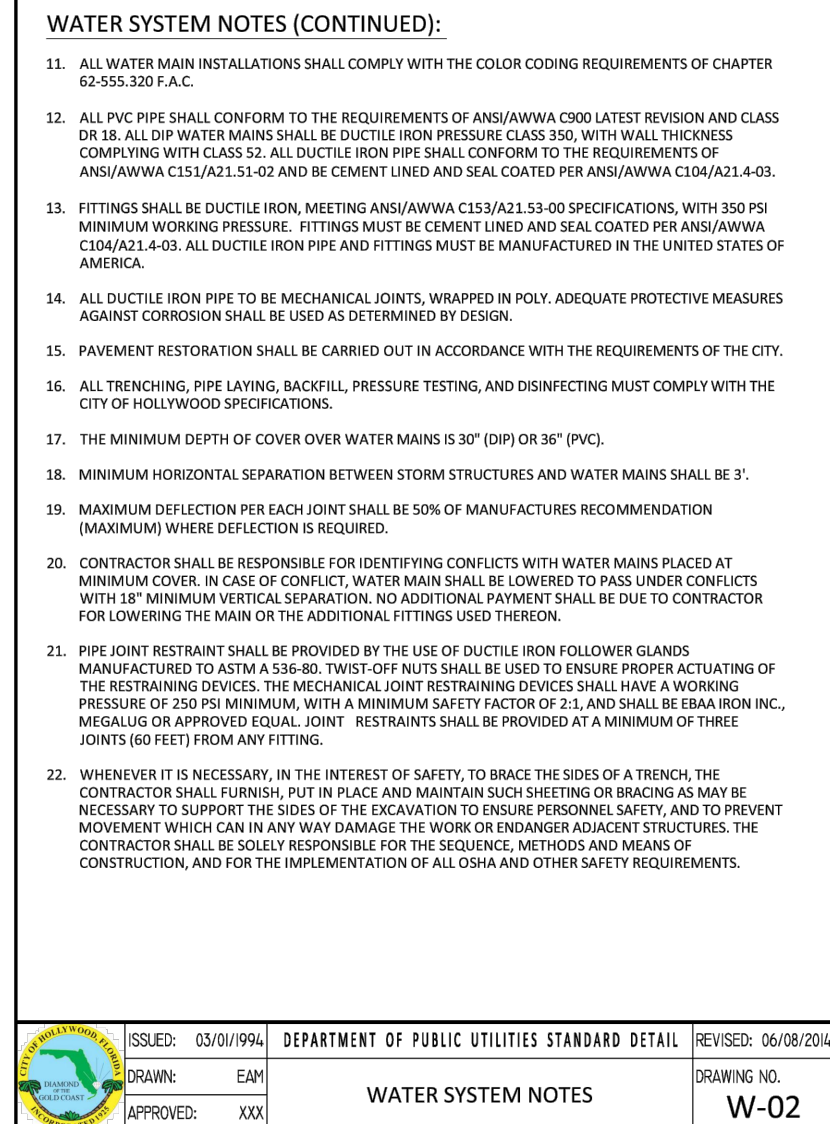 WATER SYSTEM NOTES (CONTINUED):
11. ALL WATER MAIN INSTALLATIONS SHALL COMPLY WITH THE COLOR CODING REQUIREMENTS OF CHAPTER
62-555.320 F.A.C.
12. ALL PVC PIPE SHALL CONFORM TO THE REQUIREMENTS OF ANSI/AWWA C900 LATEST REVISION AND CLASS
DR 18. ALL DIP WATER MAINS SHALL BE DUCTILE IRON PRESSURE CLASS 350, WITH WALL THICKNESS
COMPLYING WITH CLASS 52. ALL DUCTILE IRON PIPE SHALL CONFORM TO THE REQUIREMENTS OF
ANSI/AWWA C151/A21.51-02 AND BE CEMENT LINED AND SEAL COATED PER ANSI/AWWA C104/A21.4-03.
13. FITTINGS SHALL BE DUCTILE IRON, MEETING ANSI/AWWA C153/A21.53-00 SPECIFICATIONS, WITH 350 PSI
MINIMUM WORKING PRESSURE. FITTINGS MUST BE CEMENT LINED AND SEAL COATED PER ANSI/AWWA
C104/A21.4-03. ALL DUCTILE IRON PIPE AND FITTINGS MUST BE MANUFACTURED IN THE UNITED STATES OF
AMERICA.
14. ALL DUCTILE IRON PIPE TO BE MECHANICAL JOINTS, WRAPPED IN POLY. ADEQUATE PROTECTIVE MEASURES
AGAINST CORROSION SHALL BE USED AS DETERMINED BY DESIGN.
15. PAVEMENT RESTORATION SHALL BE CARRIED OUT IN ACCORDANCE WITH THE REQUIREMENTS OF THE CITY.
16. ALL TRENCHING, PIPE LAYING, BACKFILL, PRESSURE TESTING, AND DISINFECTING MUST COMPLY WITH THE
CITY OF HOLLYWOOD SPECIFICATIONS.
17. THE MINIMUM DEPTH OF COVER OVER WATER MAINS IS 30" (DIP) OR 36" (PVC).
18. MINIMUM HORIZONTAL SEPARATION BETWEEN STORM STRUCTURES AND WATER MAINS SHALL BE 3'.
19. MAXIMUM DEFLECTION PER EACH JOINT SHALL BE 50% OF MANUFACTURES RECOMMENDATION
(MAXIMUM) WHERE DEFLECTION IS REQUIRED.
20. CONTRACTOR SHALL BE RESPONSIBLE FOR IDENTIFYING CONFLICTS WITH WATER MAINS PLACED AT
MINIMUM COVER. IN CASE OF CONFLICT, WATER MAIN SHALL BE LOWERED TO PASS UNDER CONFLICTS
WITH 18" MINIMUM VERTICAL SEPARATION. NO ADDITIONAL PAYMENT SHALL BE DUE TO CONTRACTOR
FOR LOWERING THE MAIN OR THE ADDITIONAL FITTINGS USED THEREON.
21. PIPE JOINT RESTRAINT SHALL BE PROVIDED BY THE USE OF DUCTILE IRON FOLLOWER GLANDS
MANUFACTURED TO ASTM A 536-80. TWIST-OFF NUTS SHALL BE USED TO ENSURE PROPER ACTUATING OF
THE RESTRAINING DEVICES. THE MECHANICAL JOINT RESTRAINING DEVICES SHALL HAVE A WORKING
PRESSURE OF 250 PSI MINIMUM, WITH A MINIMUM SAFETY FACTOR OF 2:1, AND SHALL BE EBAA IRON INC.,
MEGALUG OR APPROVED EQUAL. JOINT RESTRAINTS SHALL BE PROVIDED AT A MINIMUM OF THREE
JOINTS (60 FEET) FROM ANY FITTING.
22. WHENEVER IT IS NECESSARY, IN THE INTEREST OF SAFETY, TO BRACE THE SIDES OF A TRENCH, THE
CONTRACTOR SHALL FURNISH, PUT IN PLACE AND MAINTAIN SUCH SHEETING OR BRACING AS MAY BE
NECESSARY TO SUPPORT THE SIDES OF THE EXCAVATION TO ENSURE PERSONNEL SAFETY, AND TO PREVENT
MOVEMENT WHICH CAN IN ANY WAY DAMAGE THE WORK OR ENDANGER ADJACENT STRUCTURES. THE
CONTRACTOR SHALL BE SOLELY RESPONSIBLE FOR THE SEQUENCE, METHODS AND MEANS OF
CONSTRUCTION, AND FOR THE IMPLEMENTATION OF ALL OSHA AND OTHER SAFETY REQUIREMENTS.
CITY OF HOLLYWOOD, FLORIDA
DIAMOND
OF THE
GOLD COAST
INCORPORATED 1925
ISSUED: 03/01/1994
DRAWN: EAM
APPROVED: XXX
DEPARTMENT OF PUBLIC UTILITIES STANDARD DETAIL
WATER SYSTEM NOTES
REVISED: 06/08/2014
DRAWING NO.
W-02